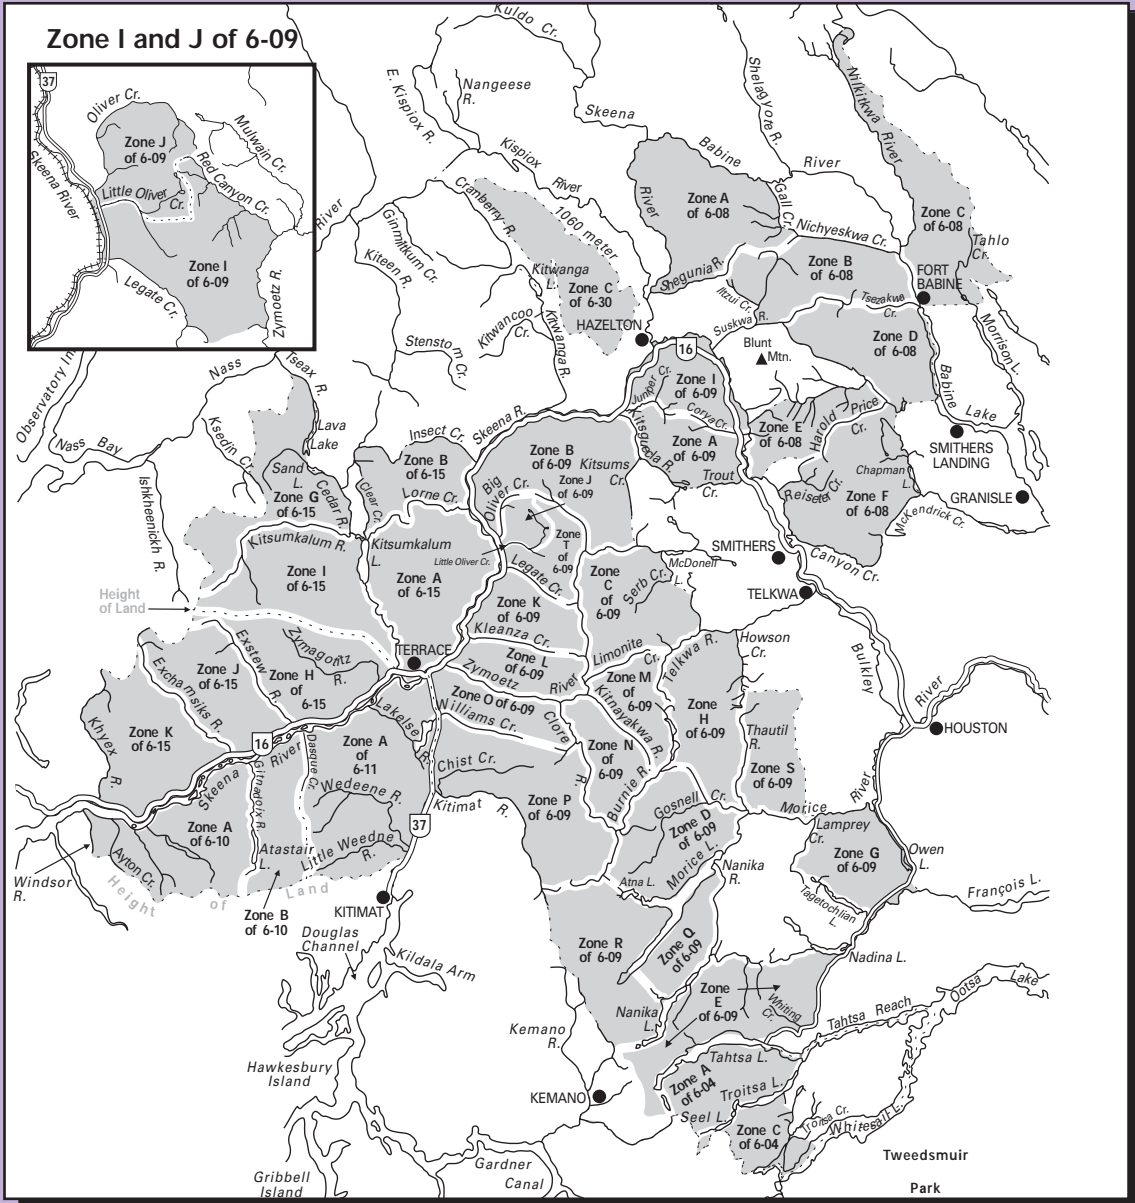 Zone I and J of 6-09
37
Oliver Cr.
Zone J
of 6-09
Mulwain Cr.
Red Canyon Cr.
Skeena River
Little Oliver
Cr.
Zone I
of 6-09
Legate Cr.
Zymoetz R.
Kuldo Cr.
Nangeese
R.
E. Kispiox R.
Skeena
Shelagyote R.
Nilkitkwa River
Kispiox
River
Babine
River
Cranberry R.
1060 meter
River
Zone A
of 6-08
Gall Cr.
Nichyeskwa Cr.
Zone C
of 6-08
Tahlo
Cr.
River
Ginmiltkum Cr.
Kiteen R.
Kitwanga
L.
Zone C
of 6-30
Shegunia R.
Zone B
of 6-08
FORT
BABINE
HAZELTON
Kitwancoo
Cr.
Kitwanga R.
Iltzui Cr.
Suskwa R.
Tsezakwe
Cr.
Stenstom
Cr.
16
Blunt
Mtn.
Zone D
of 6-08
Morrison L.
Observatory In
Nass
Tseax
R.
Juniper Cr.
Zone I
of 6-09
Babine
Lake
Nass Bay
Ksedin Cr.
Lava
Lake
Insect Cr.
Skeena R.
Corya Cr.
Kitsgueda R.
Zone A
of 6-09
Zone E
of 6-08
Harold
Price
Cr.
SMITHERS
LANDING
Sand
L.
Zone G
of 6-15
Cedar R.
Clear Cr.
Zone B
of 6-15
Lorne Cr.
Big
Oliver Cr.
Zone B
of 6-09
Kitsums
Cr.
Zone J
of 6-09
Trout
Cr.
Chapman
L.
Reiseter Cr.
Zone F
of 6-08
GRANISLE
McKendrick Cr.
Ishkheenickh R.
Kitsumkalum R.
Kitsumkalum
L.
Little Oliver Cr.
Zone
T
of
6-09
Zone I
of 6-15
Zone A
of 6-15
Legate Cr.
Zone
C
of
6-09
Serb Cr.
McDonell
L.
SMITHERS
Canyon Cr.
TELKWA
Height
of Land
Zone K
of 6-09
Kleanza Cr.
TERRACE
Zone L
of 6-09
Limonite
Cr.
Telkwa R.
Howson
Cr.
Bulkley
River
HOUSTON
Exchamsiks R.
Zone J
of 6-15
Exstew
R.
Zymagotitz
R.
Zone H
of
6-15
Zymoetz
River
Zone O of 6-09
Williams Cr.
Clore
R.
Zone M
of
6-09
Kitnayakwa R.
Zone
H
of 6-09
Thautil
R.
Zone S
of 6-09
Khyex
R.
Zone K
of 6-15
16
River
Skeena
Lakelse
R.
Zone A
of
6-11
Dasque Cr.
Gitnadoix R.
Wedeene R.
Chist Cr.
Kitimat
R.
Zone N
of
6-09
Burnie R.
Zone P
of 6-09
Gosnell
Cr.
Zone D
of 6-09
Morice L.
Morice
River
Lamprey
Cr.
Zone G
of 6-09
Owen
L.
37
Zone A
of 6-10
Ayton Cr.
Atastair
L.
Little Weedne
R.
Windsor
R.
Height
of
Land
Zone B
of 6-10
KITIMAT
Atna L.
Nanika
R.
Tagetochlian
L.
François L.
Douglas
Channel
Kildala Arm
Zone R
of 6-09
Zone Q
of 6-09
Nadina L.
Zone
E
of 6-09
Whiting
Cr.
Ootsa
Lake
Nanika
L.
Tahtsa Reach
Kemano
R.
Hawkesbury
Island
Tahtsa L.
Zone A
of 6-04
Troitsa L.
KEMANO
Seel L.
Zone C
of 6-04
Troitsa Cr.
Whitesail L.
Gardner
Canal
Gribbell
Island
Tweedsmuir
Park